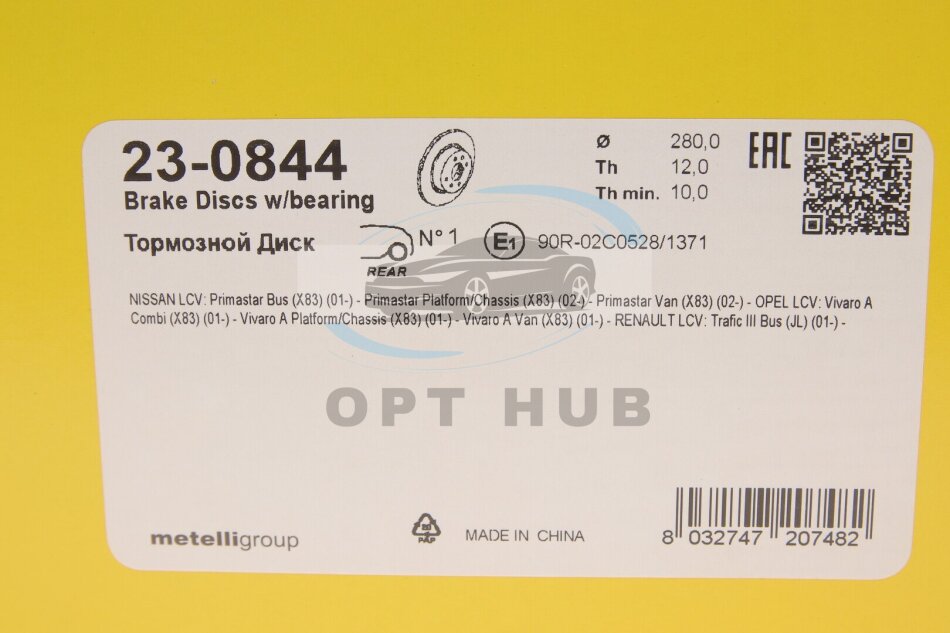 23-0844
Brake Discs w/bearing
Тормозной Диск
REAR
N° 1
E1
90R-02C0528/1371
Ø 280,0
Th 12,0
Th min. 10,0
EAC
NISSAN LCV: Primastar Bus (X83) (01-) - Primastar Platform/Chassis (X83) (02-) - Primastar Van (X83) (02-) - OPEL LCV: Vivaro A
Combi (X83) (01-) - Vivaro A Platform/Chassis (X83) (01-) - Vivaro A Van (X83) (01-) - RENAULT LCV: Trafic III Bus (JL) (01-) -
OPT HUB
metelligroup
PAP
MADE IN CHINA
8 032747 207482